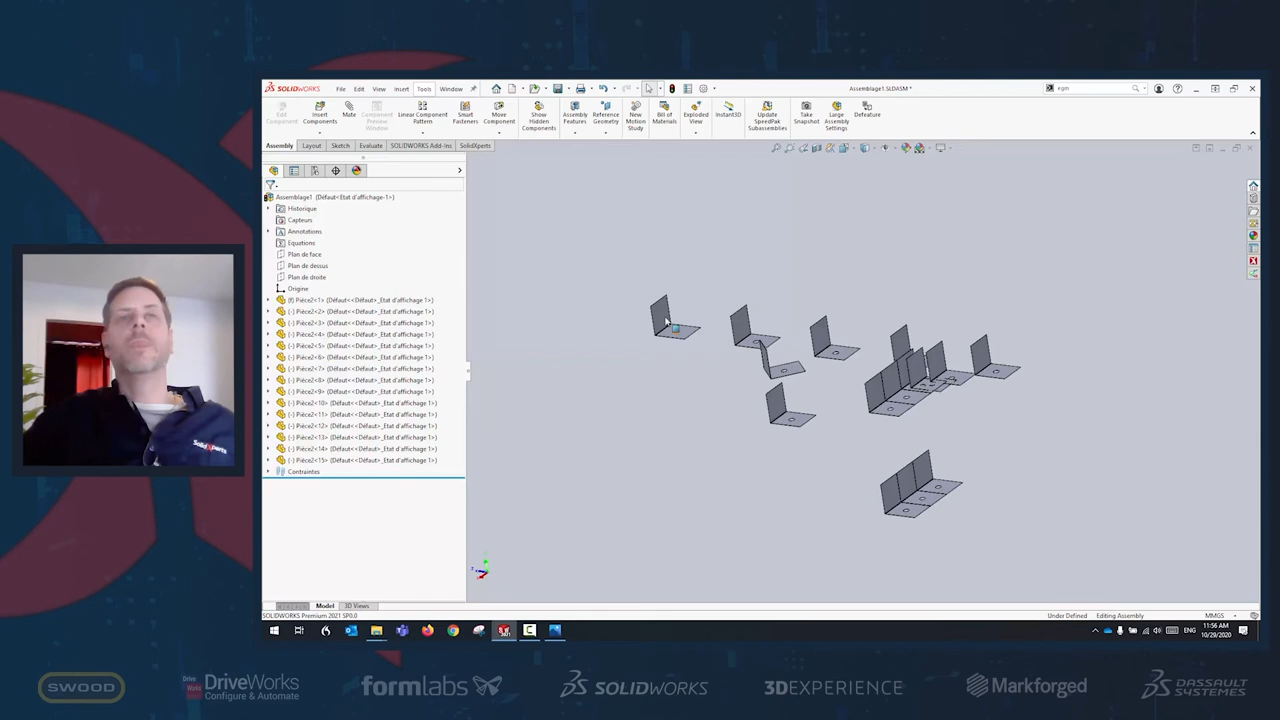 SOLIDWORKS File Edit View Insert Tools Window Assemblage1.SLDASM * egm
Edit Component
Insert Components
Mate
Component Preview Window
Linear Component Pattern
Smart Fasteners
Move Component
Show Hidden Components
Assembly Features
Reference Geometry
New Motion Study
Bill of Materials
Exploded View
Instant3D
Update SpeedPak Subassemblies
Take Snapshot
Large Assembly Settings
Defeature
Assembly Layout Sketch Evaluate SOLIDWORKS Add-Ins SolidXperts
Assemblage1 (Défaut<Etat d'affichage-1>)
Historique
Capteurs
Annotations
Equations
Plan de face
Plan de dessus
Plan de droite
Origine
(f) Pièce2<1> (Défaut<<Défaut>_Etat d'affichage 1>)
(-) Pièce2<2> (Défaut<<Défaut>_Etat d'affichage 1>)
(-) Pièce2<3> (Défaut<<Défaut>_Etat d'affichage 1>)
(-) Pièce2<4> (Défaut<<Défaut>_Etat d'affichage 1>)
(-) Pièce2<5> (Défaut<<Défaut>_Etat d'affichage 1>)
(-) Pièce2<6> (Défaut<<Défaut>_Etat d'affichage 1>)
(-) Pièce2<7> (Défaut<<Défaut>_Etat d'affichage 1>)
(-) Pièce2<8> (Défaut<<Défaut>_Etat d'affichage 1>)
(-) Pièce2<9> (Défaut<<Défaut>_Etat d'affichage 1>)
(-) Pièce2<10> (Défaut<<Défaut>_Etat d'affichage 1>)
(-) Pièce2<11> (Défaut<<Défaut>_Etat d'affichage 1>)
(-) Pièce2<12> (Défaut<<Défaut>_Etat d'affichage 1>)
(-) Pièce2<13> (Défaut<<Défaut>_Etat d'affichage 1>)
(-) Pièce2<14> (Défaut<<Défaut>_Etat d'affichage 1>)
(-) Pièce2<15> (Défaut<<Défaut>_Etat d'affichage 1>)
Contraintes
SolidXperts
Model 3D Views
SOLIDWORKS Premium 2021 SP0.0 Under Defined Editing Assembly MMGS
ENG 11:56 AM
10/29/2020
SWOOD DriveWorks Configure & Automate formlabs SOLIDWORKS 3DEXPERIENCE Markforged DASSAULT SYSTEMES